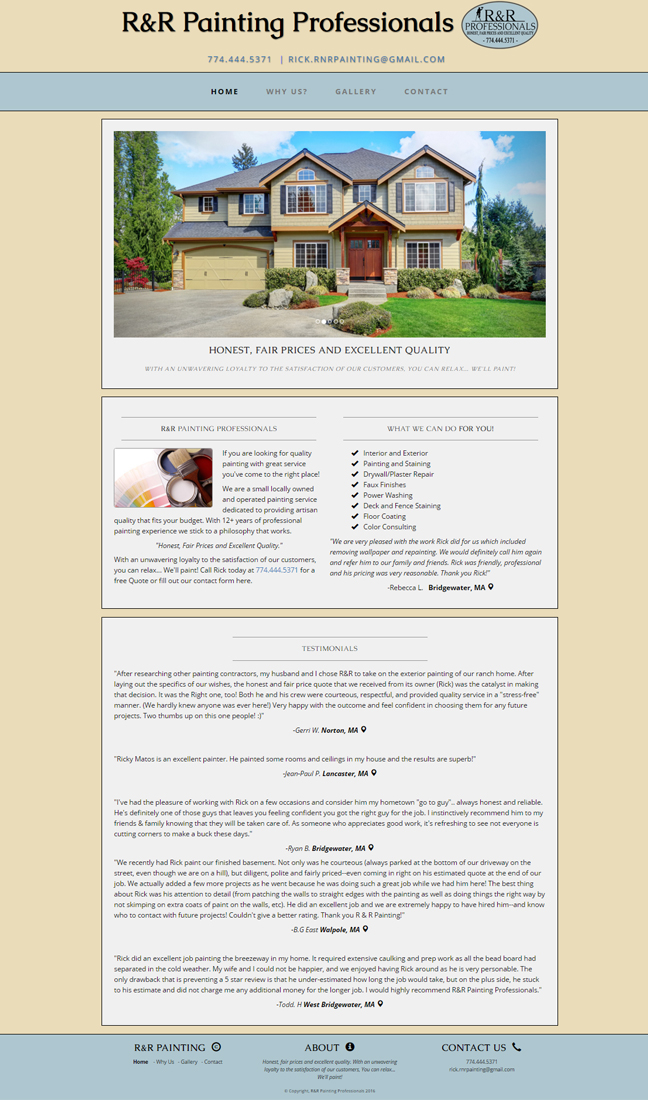 R&R Painting Professionals
R&R
PROFESSIONALS
HONEST, FAIR PRICES AND EXCELLENT QUALITY
- 774.444.5371 -
774.444.5371 | RICK.RNRPAINTING@GMAIL.COM
HOME WHY US? GALLERY CONTACT
HONEST, FAIR PRICES AND EXCELLENT QUALITY
WITH AN UNWAVERING LOYALTY TO THE SATISFACTION OF OUR CUSTOMERS, YOU CAN RELAX... WE'LL PAINT!
R&R PAINTING PROFESSIONALS
If you are looking for quality
painting with great service
you've come to the right place!
We are a small locally owned
and operated painting service
dedicated to providing artisan
quality that fits your budget. With 12+ years of professional
painting experience we stick to a philosophy that works.
"Honest, Fair Prices and Excellent Quality."
With an unwavering loyalty to the satisfaction of our customers,
you can relax... We'll paint! Call Rick today at 774.444.5371 for a
free Quote or fill out our contact form here.
WHAT WE CAN DO FOR YOU!
Interior and Exterior
Painting and Staining
Drywall/Plaster Repair
Faux Finishes
Power Washing
Deck and Fence Staining
Floor Coating
Color Consulting
"We are very pleased with the work Rick did for us which included
removing wallpaper and repainting. We would definitely call him again
and refer him to our family and friends. Rick was friendly, professional
and his pricing was very reasonable. Thank you Rick!"
-Rebecca L. Bridgewater, MA
TESTIMONIALS
"After researching other painting contractors, my husband and I chose R&R to take on the exterior painting of our ranch home. After
laying out the specifics of our wishes, the honest and fair price quote that we received from its owner (Rick) was the catalyst in making
that decision. It was the Right one, too! Both he and his crew were courteous, respectful, and provided quality service in a "stress-free"
manner. (We hardly knew anyone was ever here!) Very happy with the outcome and feel confident in choosing them for any future
projects. Two thumbs up on this one people! :)"
-Gerri W. Norton, MA
"Ricky Matos is an excellent painter. He painted some rooms and ceilings in my house and the results are superb!"
-Jean-Paul P. Lancaster, MA
"I've had the pleasure of working with Rick on a few occasions and consider him my hometown "go to guy".. always honest and reliable.
He's definitely one of those guys that leaves you feeling confident you got the right guy for the job. I instinctively recommend him to my
friends & family knowing that they will be taken care of. As someone who appreciates good work, it's refreshing to see not everyone is
cutting corners to make a buck these days."
-Ryan B. Bridgewater, MA
"We recently had Rick paint our finished basement. Not only was he courteous (always parked at the bottom of our driveway on the
street, even though we are on a hill), but diligent, polite and fairly priced--even coming in right on his estimated quote at the end of our
job. We actually added a few more projects as he went because he was doing such a great job while we had him here! The best thing
about Rick was his attention to detail (from patching the walls to straight edges with the painting as well as doing things the right way by
not skimping on extra coats of paint on the walls, etc). He did an excellent job and we are extremely happy to have hired him--and know
who to contact with future projects! Couldn't give a better rating. Thank you R & R Painting!"
-B.G East Walpole, MA
"Rick did an excellent job painting the breezeway in my home. It required extensive caulking and prep work as all the bead board had
separated in the cold weather. My wife and I could not be happier, and we enjoyed having Rick around as he is very personable. The
only drawback that is preventing a 5 star review is that he under-estimated how long the job would take, but on the plus side, he stuck
to his estimate and did not charge me any additional money for the longer job. I would highly recommend R&R Painting Professionals."
-Todd. H West Bridgewater, MA
R&R PAINTING
Home - Why Us - Gallery - Contact
ABOUT
Honest, fair prices and excellent quality. With an unwavering
loyalty to the satisfaction of our customers, You can relax...
We'll paint!
CONTACT US
774.444.5371
rick.rnrpainting@gmail.com
© Copyright, R&R Painting Professionals 2016